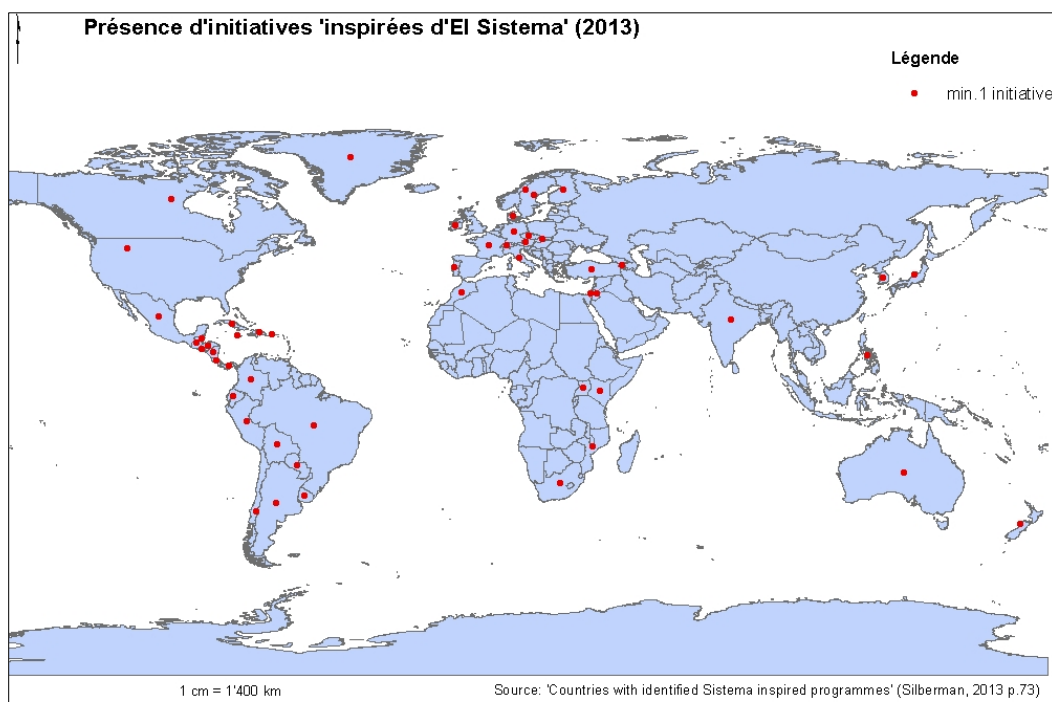 Présence d'initiatives 'inspirées d'El Sistema' (2013)
Légende
min.1 initiative
1 cm = 1'400 km
Source: 'Countries with identified Sistema inspired programmes' (Silberman, 2013 p.73)